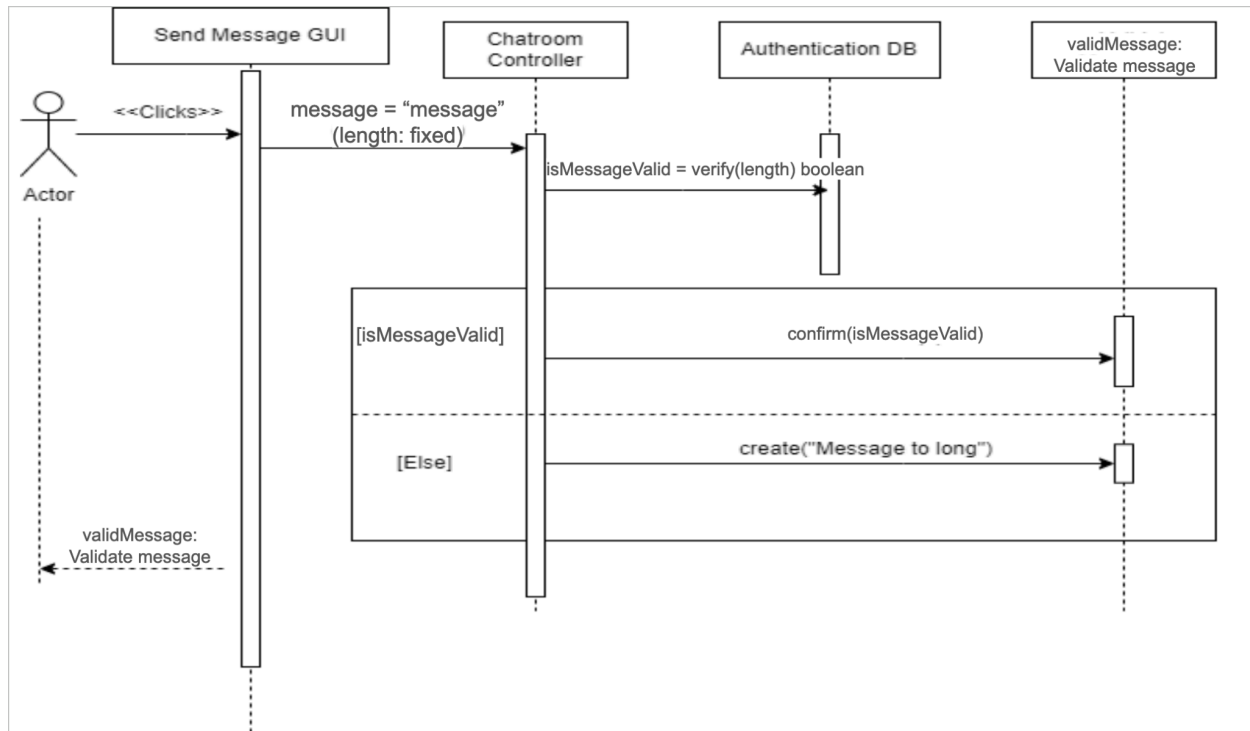 Send Message GUI
Chatroom
Controller
Authentication DB
validMessage:
Validate message
<<Clicks>>
message = “message”
(length: fixed)
isMessageValid = verify(length) boolean
Actor
[isMessageValid]
confirm(isMessageValid)
[Else]
create("Message to long")
validMessage:
Validate message